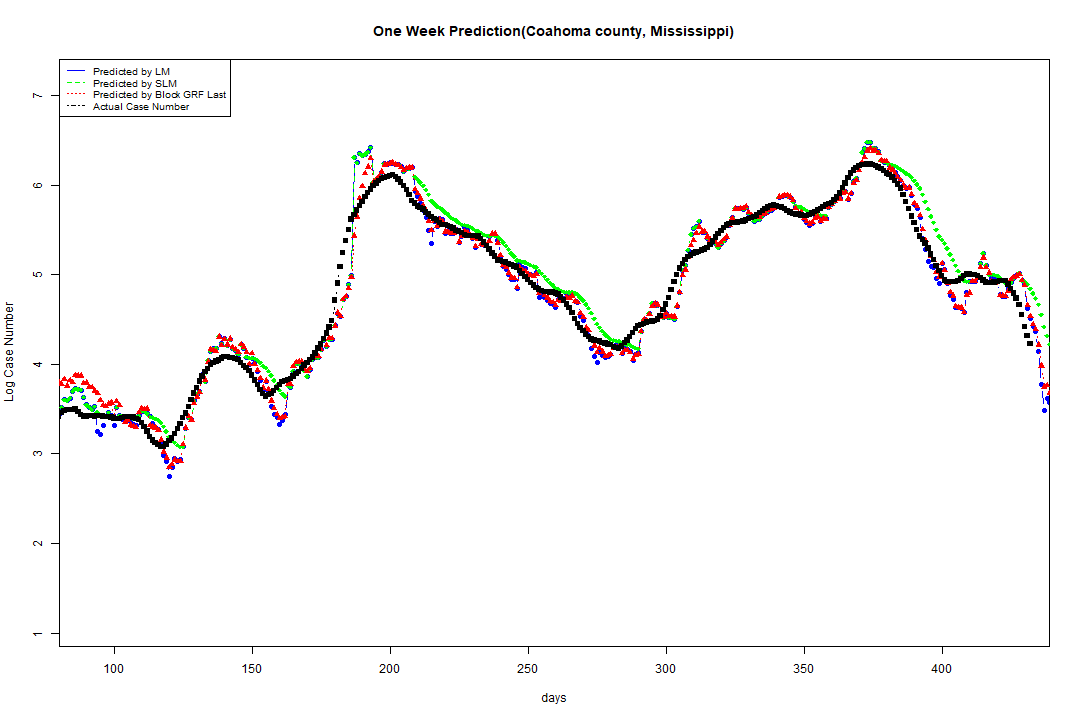 One Week Prediction(Coahoma county, Mississippi)
Predicted by LM
Predicted by SLM
Predicted by Block GRF Last
Actual Case Number
7
6
5
4
3
2
1
Log Case Number
100 150 200 250 300 350 400
days